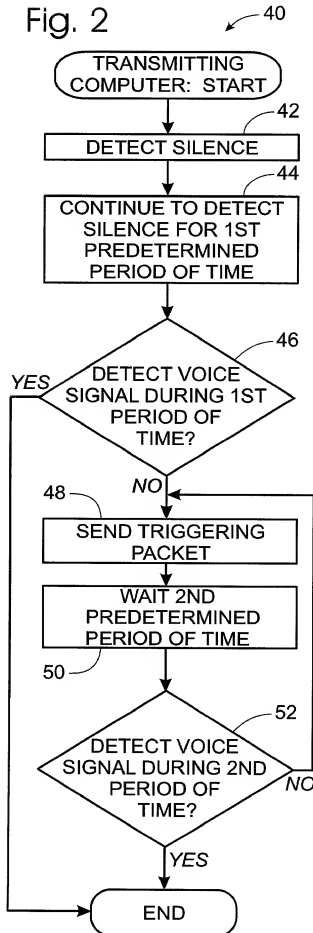 Fig. 2
40
TRANSMITTING
COMPUTER: START
42
DETECT SILENCE
44
CONTINUE TO DETECT
SILENCE FOR 1ST
PREDETERMINED
PERIOD OF TIME
46
YES
DETECT VOICE
SIGNAL DURING 1ST
PERIOD OF
TIME?
NO
48
SEND TRIGGERING
PACKET
WAIT 2ND
PREDETERMINED
PERIOD OF TIME
50
52
DETECT VOICE
SIGNAL DURING 2ND
PERIOD OF
TIME?
NO
YES
END